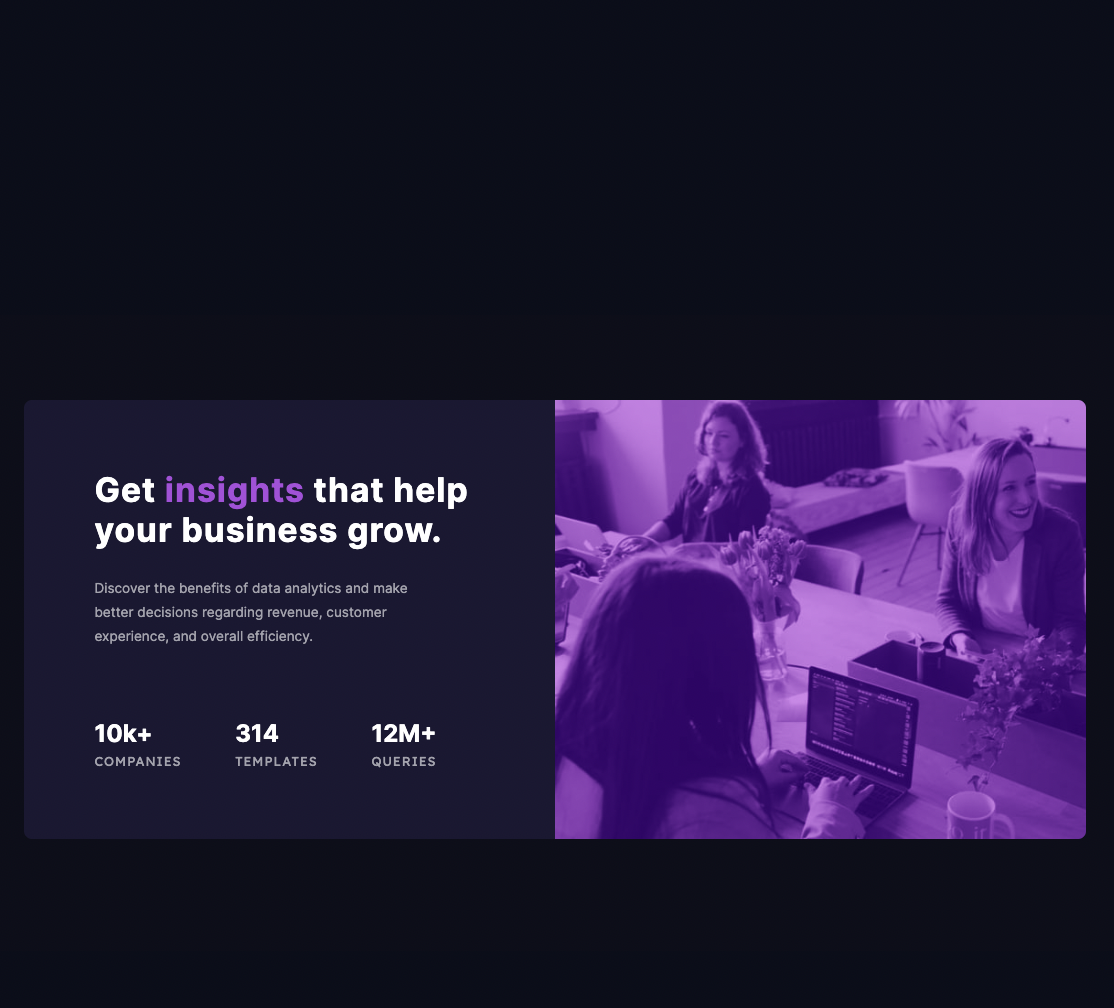 Get insights that help
your business grow.
Discover the benefits of data analytics and make
better decisions regarding revenue, customer
experience, and overall efficiency.
10k+ 314 12M+
COMPANIES TEMPLATES QUERIES